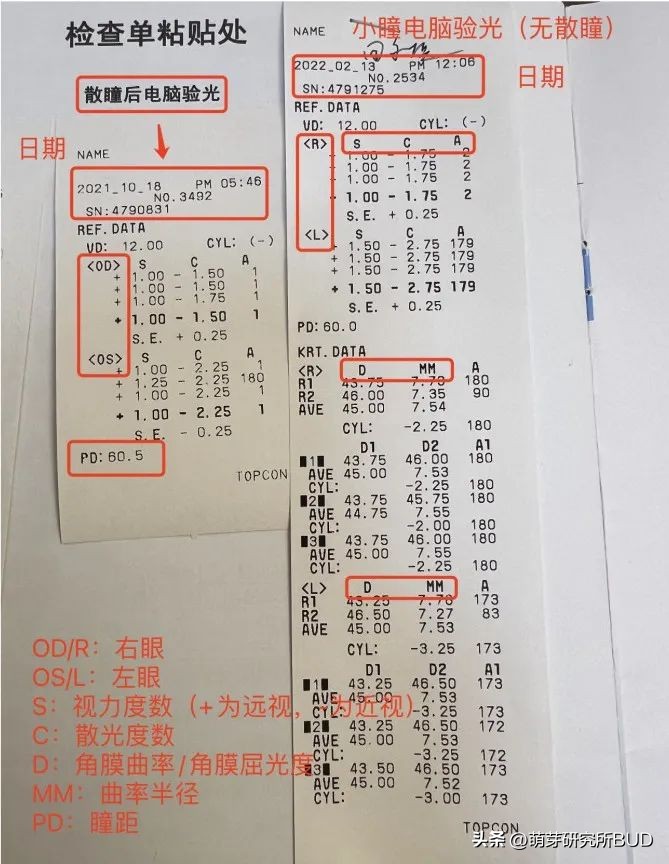 检查单粘贴处
散瞳后电脑验光
日期
NAME
2021_10_18 PM 05:46
NO.3492
SN:4790831
REF.DATA
VD: 12.00 CYL: (-)
<OD> S C A
+ 1.00 - 1.50 1
+ 1.00 - 1.50 1
+ 1.00 - 1.75 1
+ 1.00 - 1.50 1
S.E. + 0.25
<OS> S C A
+ 1.00 - 2.25 1
+ 1.25 - 2.25 180
+ 1.00 - 2.25 1
+ 1.00 - 2.25 1
S.E. - 0.25
PD:60.5
TOPCON
小瞳电脑验光（无散瞳）
NAME
2022_02_13 PM 12:06
NO.2534
SN:4791275
日期
REF.DATA
VD: 12.00 CYL: (-)
<R> S C A
+ 1.00 - 1.75 2
+ 1.00 - 1.75 2
+ 1.00 - 1.75 2
+ 1.00 - 1.75 2
S.E. + 0.25
<L> S C A
+ 1.50 - 2.75 179
+ 1.50 - 2.75 179
+ 1.50 - 2.75 179
+ 1.50 - 2.75 179
S.E. + 0.25
PD:60.0
KRT.DATA
<R> D MM A
R1 43.75 7.70 180
R2 46.00 7.35 90
AVE 45.00 7.54
CYL: -2.25 180
D1 D2 A1
1 43.75 46.00 180
AVE 45.00 7.53
CYL: -2.25 180
2 43.75 45.75 180
AVE 44.75 7.55
CYL: -2.00 180
3 43.75 46.00 180
AVE 45.00 7.55
CYL: -2.25 180
<L> D MM A
R1 43.25 7.78 173
R2 46.50 7.27 83
AVE 45.00 7.53
CYL: -3.25 173
D1 D2 A1
1 43.25 46.50 173
AVE 45.00 7.53
CYL: -3.25 173
2 43.25 46.50 172
AVE 45.00 7.53
CYL: -3.25 172
3 43.50 46.50 173
AVE 45.00 7.52
CYL: -3.00 173
TOPCON
OD/R：右眼
OS/L：左眼
S：视力度数（+为远视，-为近视）
C：散光度数
D：角膜曲率/角膜屈光度
MM：曲率半径
PD：瞳距
头条 @萌芽研究所BUD